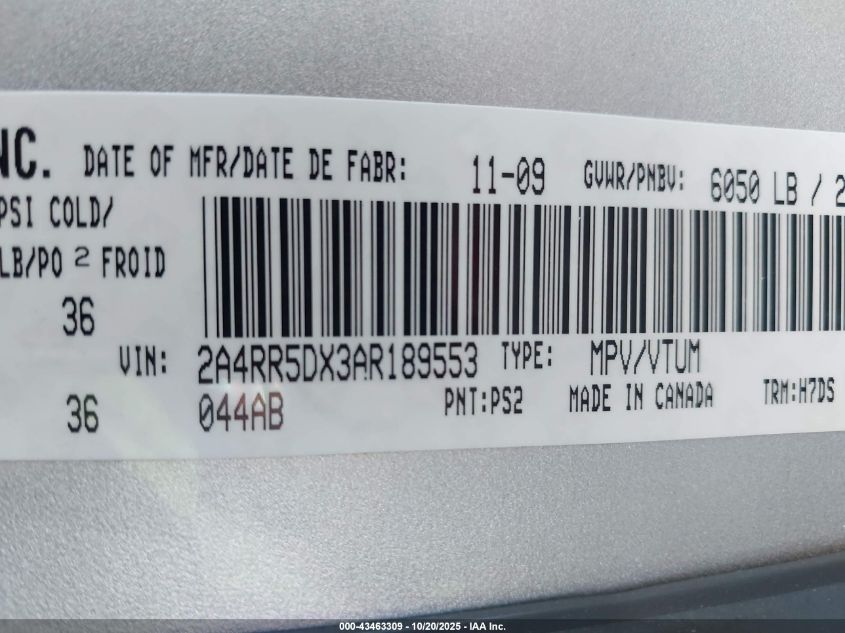 NC. DATE OF MFR/DATE DE FABR: 11-09 GVWR/PNBV: 6050 LB / 2
PSI COLD/
LB/PO 2 FROID
36
VIN: 2A4RR5DX3AR189553 TYPE: MPV/VTUM
36 044AB PNT:PS2 MADE IN CANADA TRM:H7DS
000-43463309 - 10/20/2025 - IAA Inc.